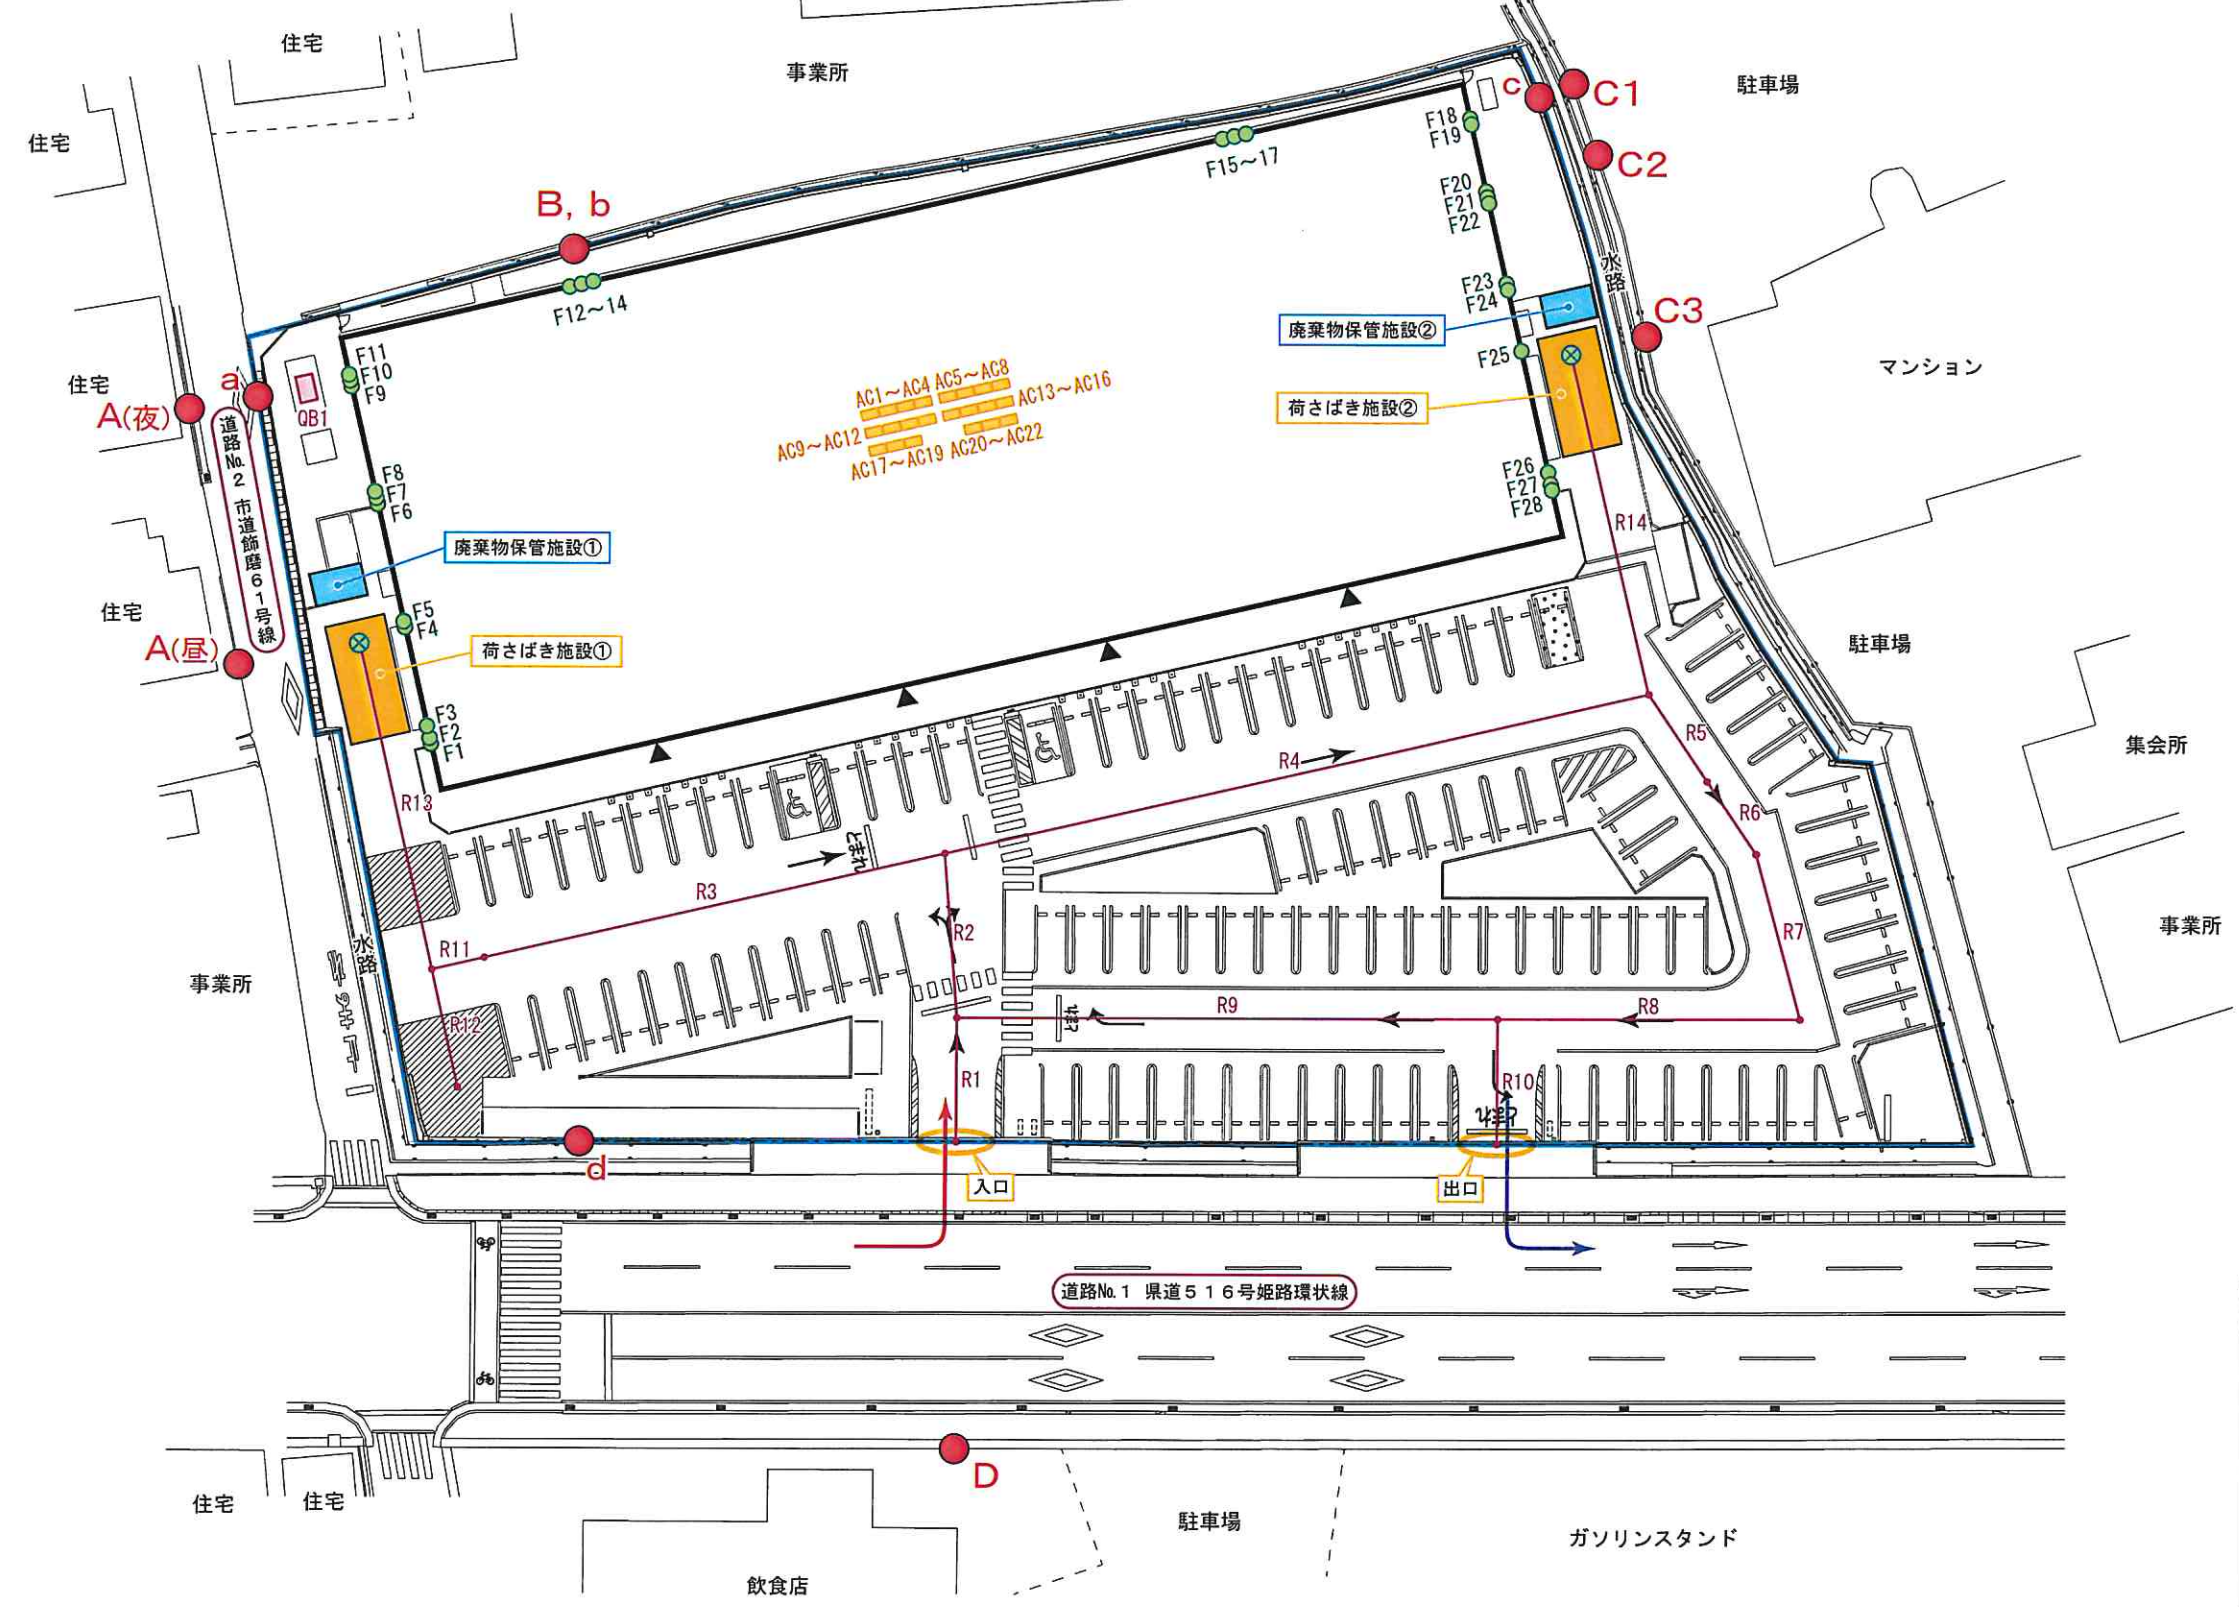 住宅
事業所
駐車場
住宅
c
C1
C2
F18
F19
F15～17
F20
F21
F22
B, b
水路
F23
F24
F12～14
廃棄物保管施設②
C3
F25
マンション
F11
F10
F9
a
住宅
A(夜)
QB1
AC1～AC4
AC5～AC8
AC13～AC16
AC9～AC12
AC17～AC19
AC20～AC22
荷さばき施設②
道路№2 市道飾磨61号線
F8
F7
F6
F26
F27
F28
R14
廃棄物保管施設①
住宅
F5
F4
A(昼)
荷さばき施設①
駐車場
F3
F2
F1
R4
R5
集会所
R13
R6
とまれ
R3
R2
R7
事業所
水路
R11
事業所
R12
R9
R8
とまれ
R1
R10
とまれ
d
入口
出口
道路№1 県道516号姫路環状線
D
住宅
住宅
駐車場
ガソリンスタンド
飲食店